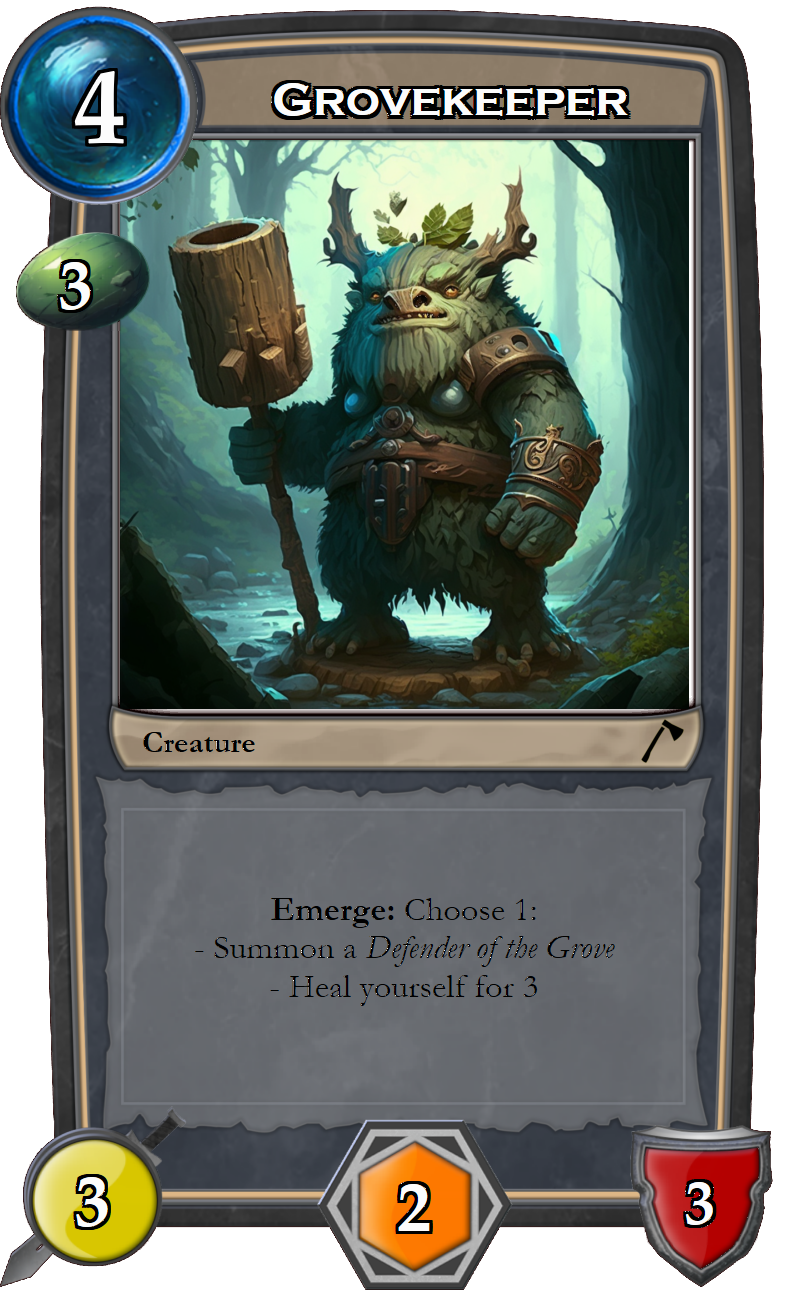 4
Grovekeeper
3
Creature
Emerge: Choose 1:
- Summon a Defender of the Grove
- Heal yourself for 3
3
2
3